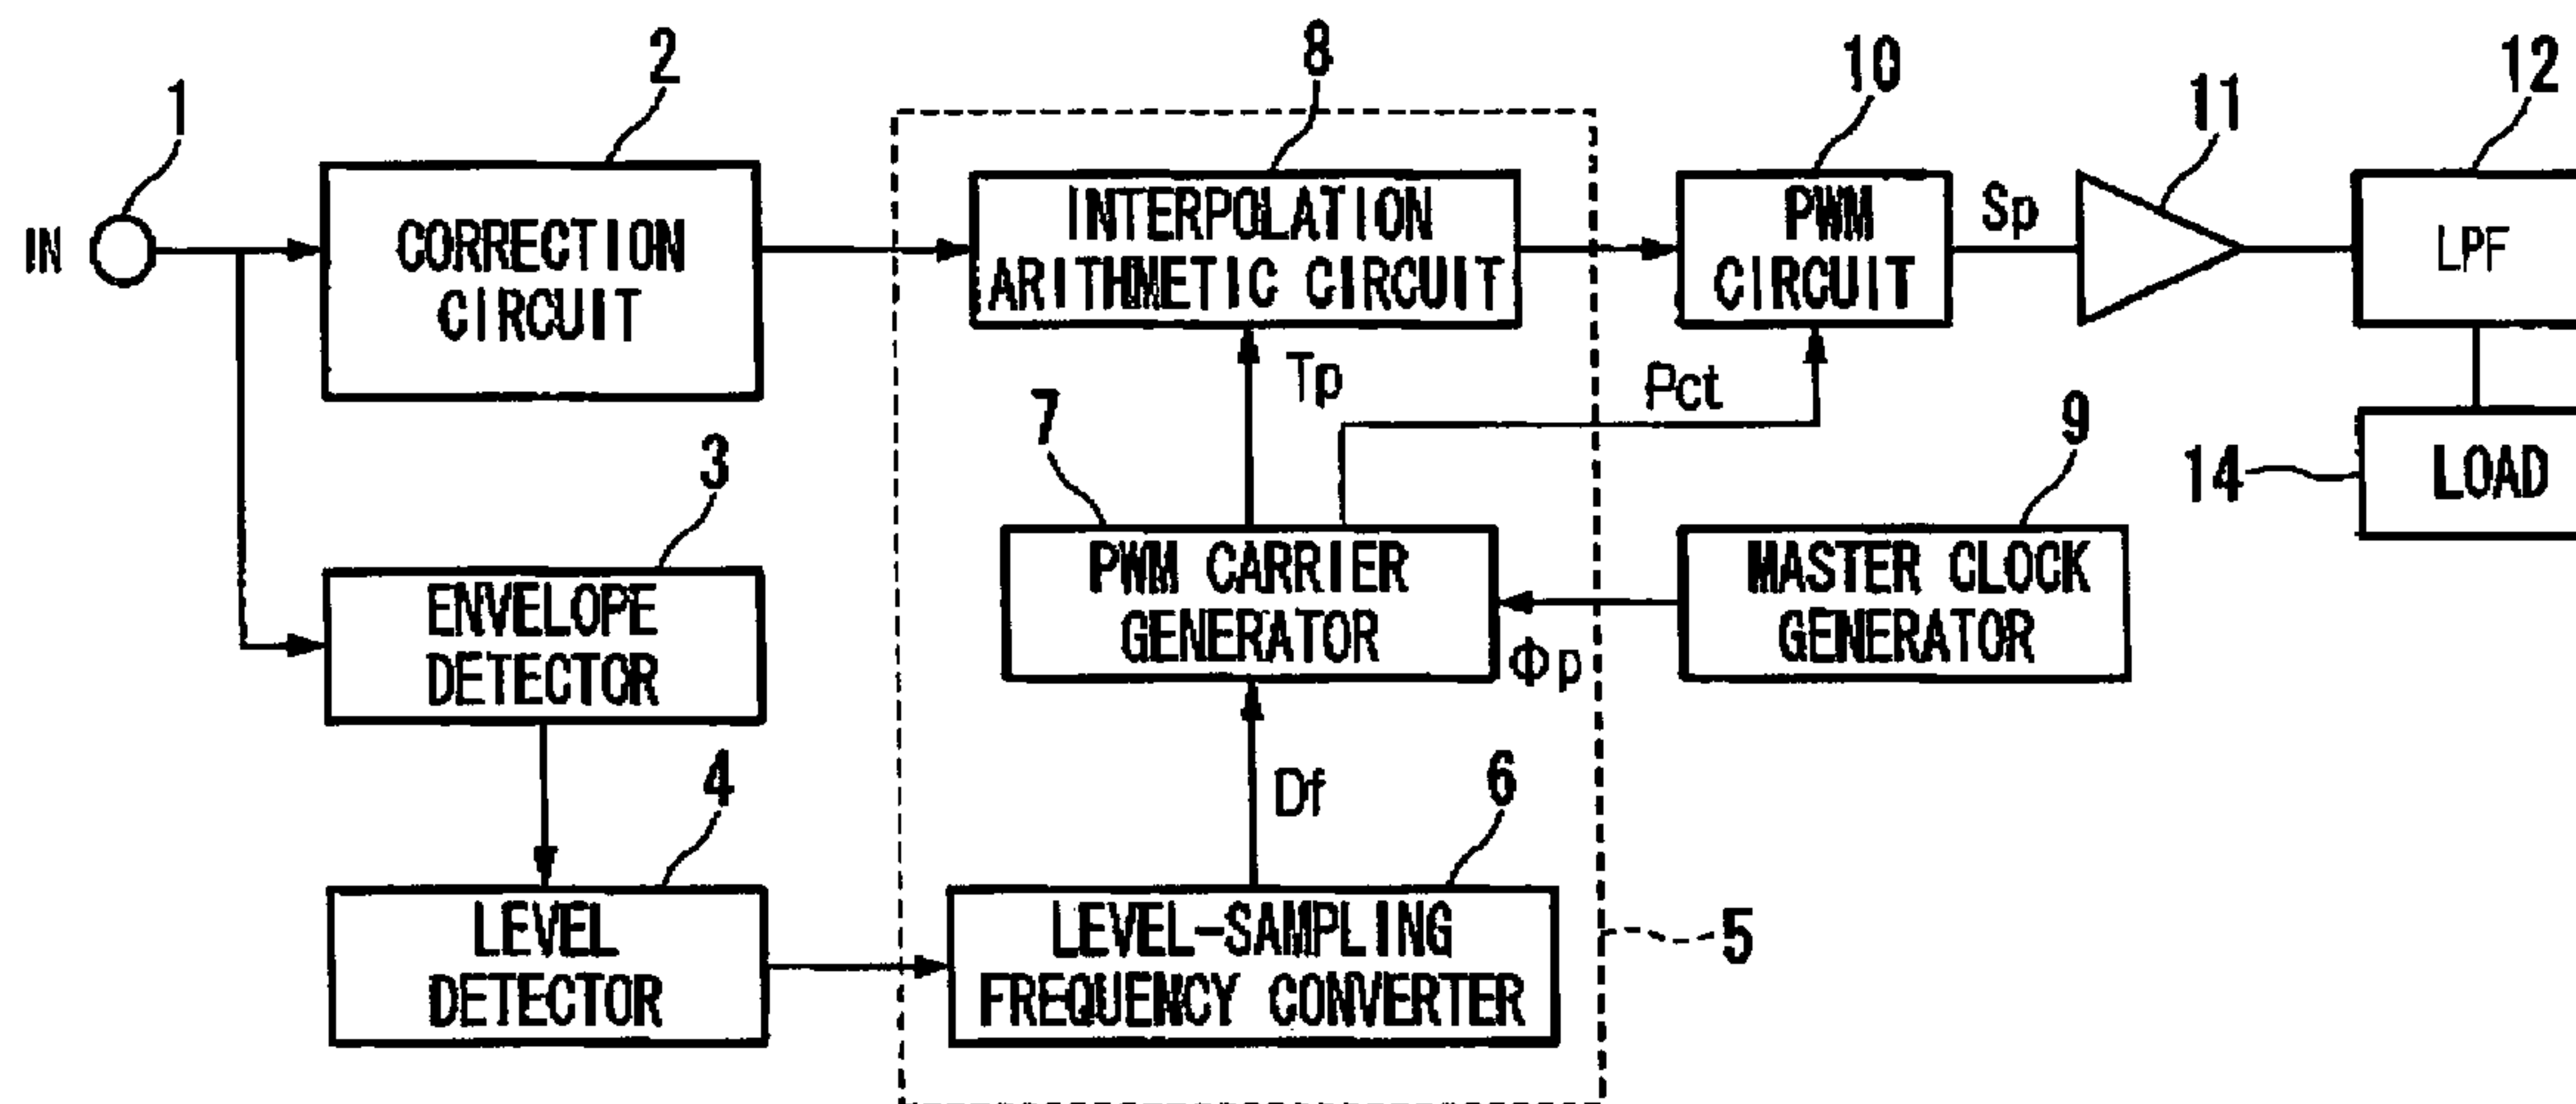 1
2
8
10
11
12
IN
CORRECTION
CIRCUIT
INTERPOLATION
ARITHMETIC CIRCUIT
PWM
CIRCUIT
Sp
LPF
Tp
Pct
7
9
14
LOAD
3
ENVELOPE
DETECTOR
PWM CARRIER
GENERATOR
Φp
MASTER CLOCK
GENERATOR
4
Df
6
LEVEL
DETECTOR
LEVEL-SAMPLING
FREQUENCY CONVERTER
5